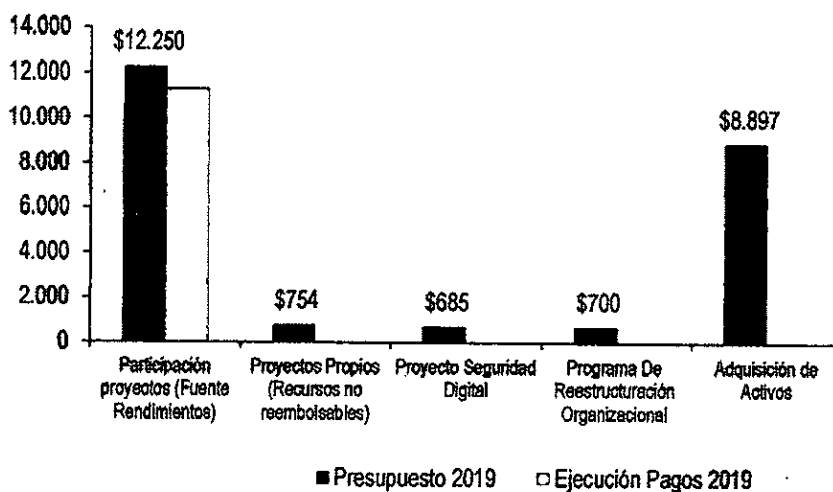 14.000
12.000
10.000
8.000
6.000
4.000
2.000
0
$12.250
$754
$685
$700
$8.897
Participación
proyectos (Fuente
Rendimientos)
Proyectos Propios
(Recursos no
reembolsables)
Proyecto Seguridad
Digital
Programa De
Reestructuración
Organizacional
Adquisición de
Activos
Presupuesto 2019
Ejecución Pagos 2019